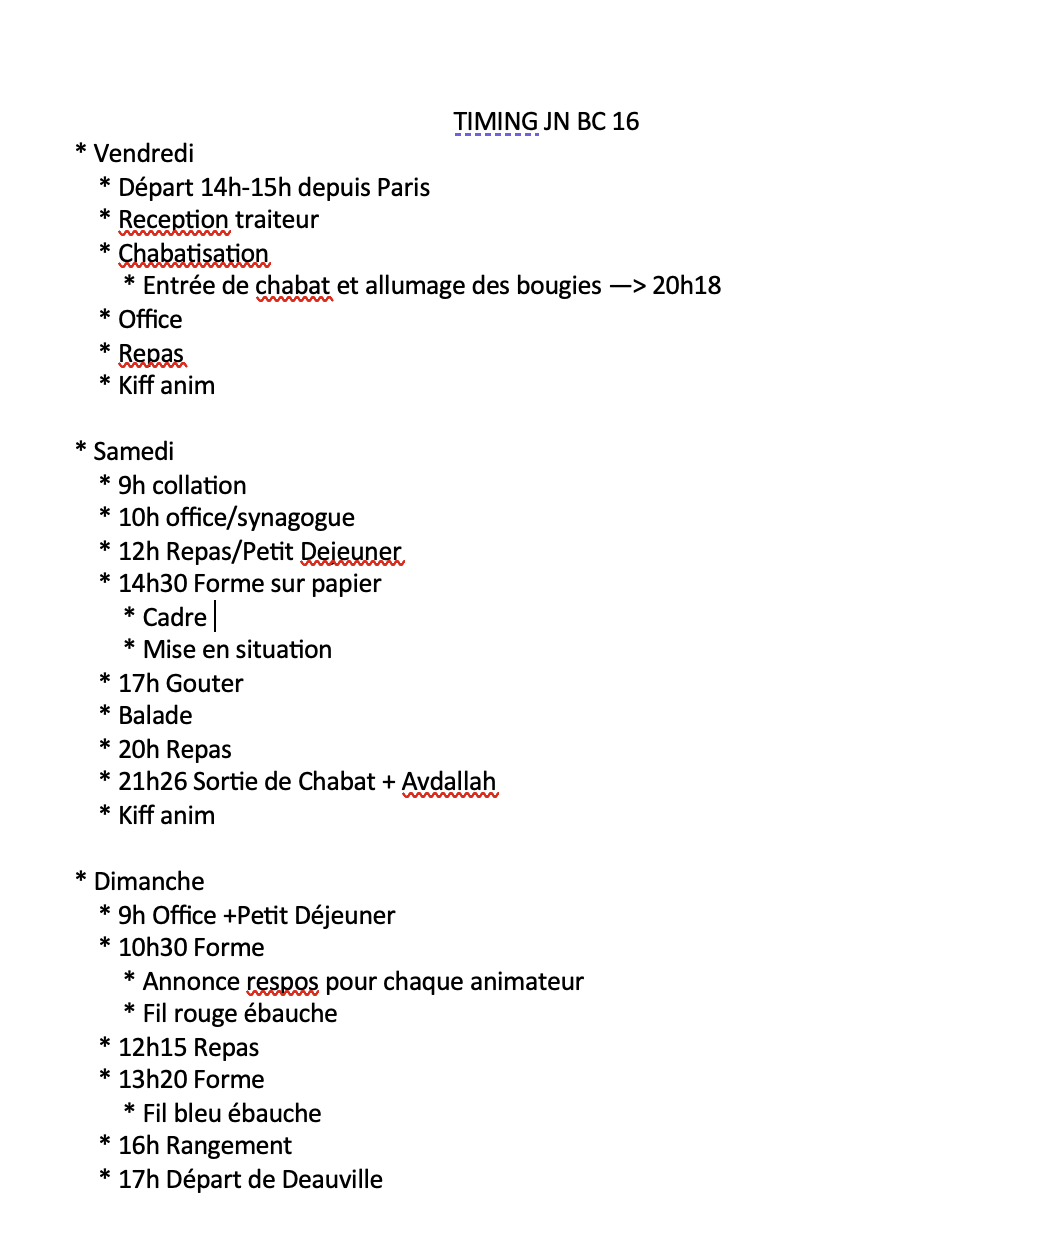 TIMING JN BC 16
* Vendredi
* Départ 14h-15h depuis Paris
* Reception traiteur
* Chabatisation
* Entrée de chabat et allumage des bougies —> 20h18
* Office
* Repas
* Kiff anim
* Samedi
* 9h collation
* 10h office/synagogue
* 12h Repas/Petit Dejeuner
* 14h30 Forme sur papier
* Cadre
* Mise en situation
* 17h Gouter
* Balade
* 20h Repas
* 21h26 Sortie de Chabat + Avdallah
* Kiff anim
* Dimanche
* 9h Office +Petit Déjeuner
* 10h30 Forme
* Annonce respos pour chaque animateur
* Fil rouge ébauche
* 12h15 Repas
* 13h20 Forme
* Fil bleu ébauche
* 16h Rangement
* 17h Départ de Deauville